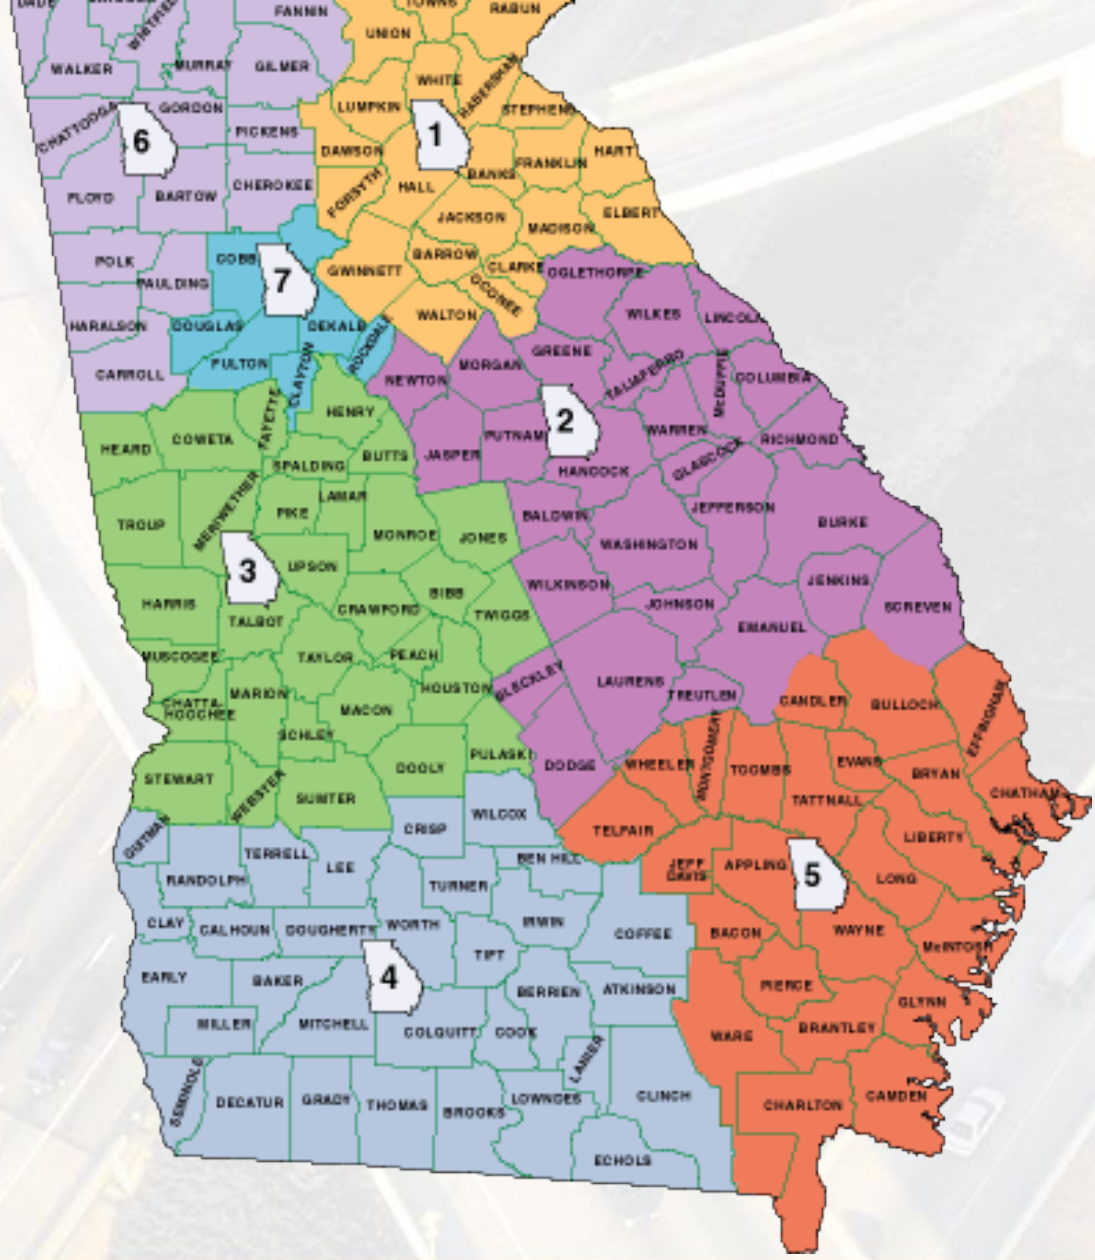 TOWNS
RABUN
FANNIN
UNION
WHITFIELD
WALKER
MURRAY
GILMER
WHITE
HABERSHAM
STEPHENS
LUMPKIN
CHATTOOGA
GORDON
6
1
PICKENS
DAWSON
BANKS
FRANKLIN
HART
FLOYD
BARTOW
CHEROKEE
FORSYTH
HALL
JACKSON
MADISON
ELBERT
POLK
PAULDING
COBB
7
GWINNETT
BARROW
CLARKE
OCONEE
OGLETHORPE
HARALSON
DOUGLAS
DEKALB
ROCKDALE
WALTON
WILKES
LINCOLN
CARROLL
FULTON
CLAYTON
NEWTON
MORGAN
GREENE
TALIAFERRO
McDUFFIE
COLUMBIA
HEARD
COWETA
FAYETTE
HENRY
SPALDING
BUTTS
JASPER
PUTNAM
2
HANCOCK
WARREN
GLASCOCK
RICHMOND
TROUP
MERIWETHER
PIKE
LAMAR
MONROE
JONES
BALDWIN
WASHINGTON
JEFFERSON
BURKE
3
UPSON
HARRIS
TALBOT
CRAWFORD
BIBB
TWIGGS
WILKINSON
JOHNSON
JENKINS
SCREVEN
EMANUEL
MUSCOGEE
TAYLOR
PEACH
HOUSTON
BLECKLEY
LAURENS
TREUTLEN
CANDLER
BULLOCH
EFFINGHAM
CHATTA-
HOOCHEE
MARION
MACON
SCHLEY
STEWART
WEBSTER
SUMTER
DOOLY
PULASKI
DODGE
WHEELER
MONTGOMERY
TOOMBS
EVANS
TATTNALL
BRYAN
CHATHAM
QUITMAN
TERRELL
LEE
CRISP
WILCOX
TELFAIR
LIBERTY
RANDOLPH
TURNER
BEN HILL
JEFF
DAVIS
APPLING
5
LONG
CLAY
CALHOUN
DOUGHERTY
WORTH
IRWIN
COFFEE
BACON
WAYNE
McINTOSH
EARLY
BAKER
4
TIFT
BERRIEN
ATKINSON
PIERCE
GLYNN
MILLER
MITCHELL
COLQUITT
COOK
LANIER
WARE
BRANTLEY
SEMINOLE
DECATUR
GRADY
THOMAS
BROOKS
LOWNDES
CLINCH
CHARLTON
CAMDEN
ECHOLS